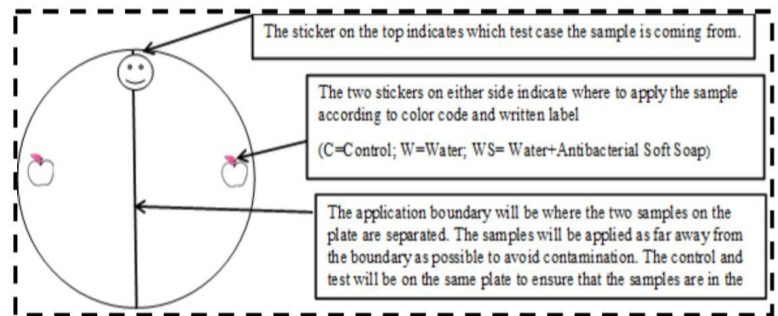 The sticker on the top indicates which test case the sample is coming from.
The two stickers on either side indicate where to apply the sample
according to color code and written label
(C=Control; W=Water; WS= Water+Antibacterial Soft Soap)
The application boundary will be where the two samples on the
plate are separated. The samples will be applied as far away from
the boundary as possible to avoid contamination. The control and
test will be on the same plate to ensure that the samples are in the